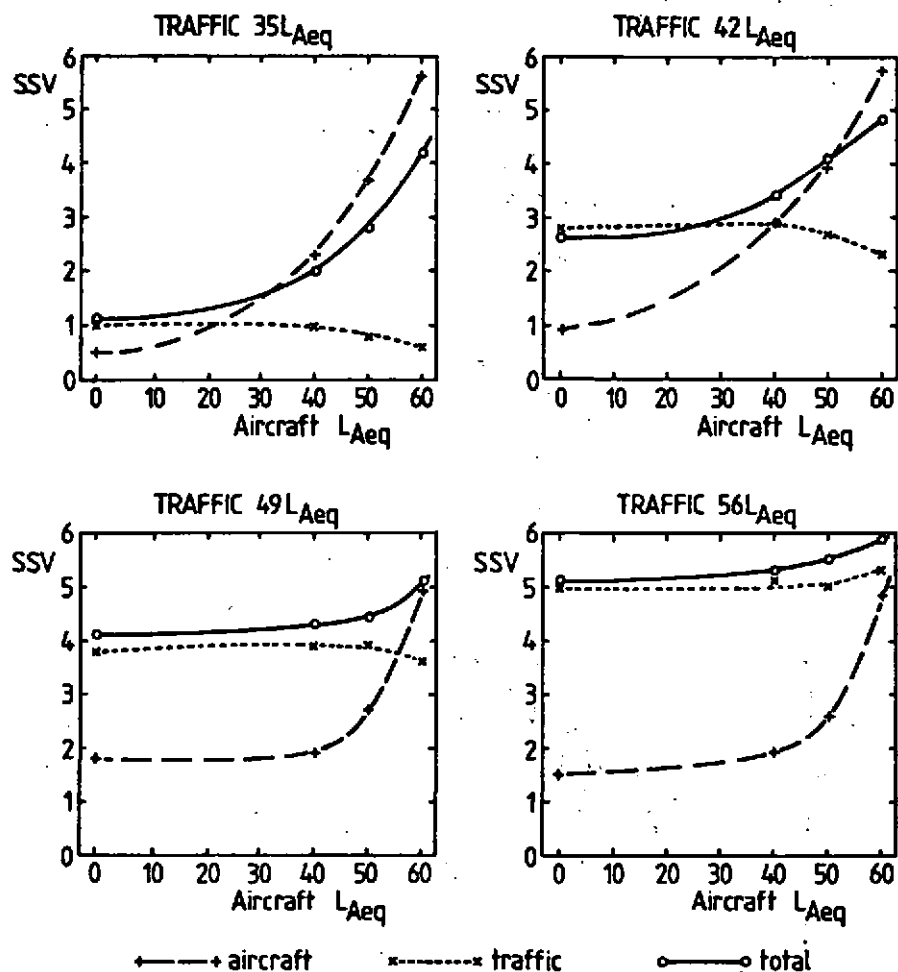 TRAFFIC 35LAeq
SSV
6
5
4
3
2
1
0
0 10 20 30 40 50 60
Aircraft LAeq
TRAFFIC 42LAeq
SSV
6
5
4
3
2
1
0
0 10 20 30 40 50 60
Aircraft LAeq
TRAFFIC 49LAeq
SSV
6
5
4
3
2
1
0
0 10 20 30 40 50 60
Aircraft LAeq
TRAFFIC 56LAeq
SSV
6
5
4
3
2
1
0
0 10 20 30 40 50 60
Aircraft LAeq
aircraft traffic total